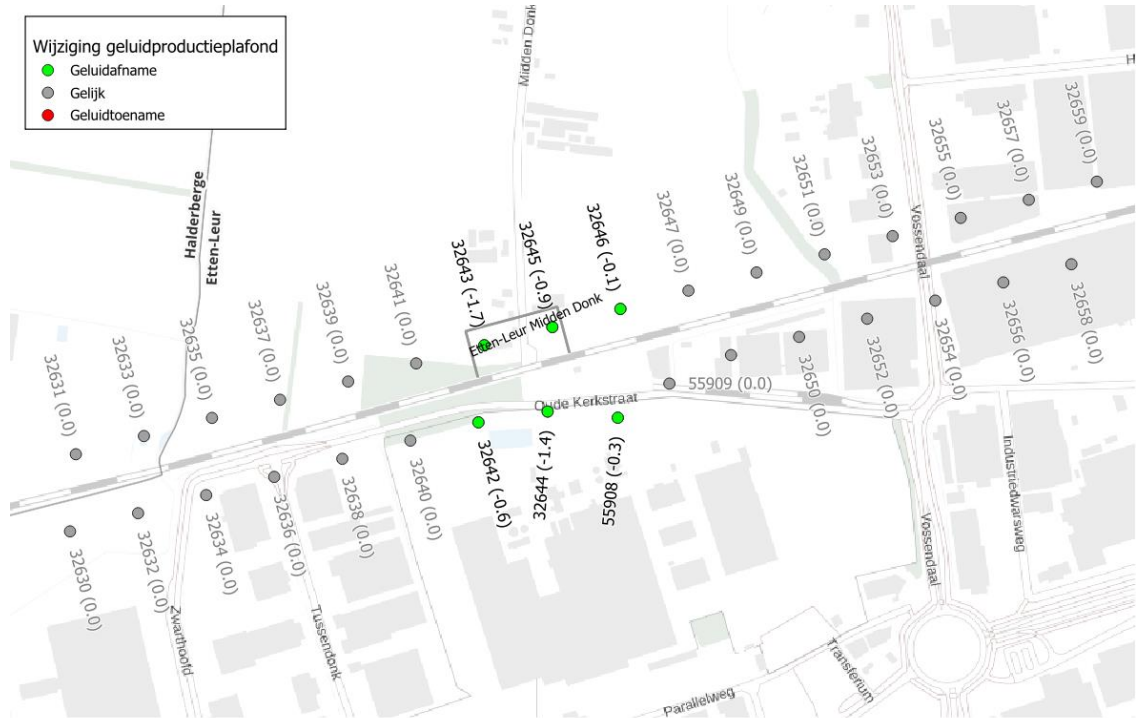 Wijziging geluidproductieplafond
Geluidafname
Gelijk
Geluidtoename
Midden Donk
H
Halderberge
Etten-Leur
32631 (0.0)
32633 (0.0)
32635 (0.0)
32637 (0.0)
32639 (0.0)
32641 (0.0)
32643 (-1.7)
32645 (-0.9)
32646 (-0.1)
32647 (0.0)
32649 (0.0)
32651 (0.0)
32653 (0.0)
32655 (0.0)
32657 (0.0)
32659 (0.0)
Etten-Leur Midden Donk
Vossendaal
Oude Kerkstraat
55909 (0.0)
32630 (0.0)
32632 (0.0)
32634 (0.0)
32636 (0.0)
32638 (0.0)
32640 (0.0)
32642 (-0.6)
32644 (-1.4)
55908 (-0.3)
32650 (0.0)
32652 (0.0)
32654 (0.0)
32656 (0.0)
32658 (0.0)
Zwarthoofd
Tussendonk
Vossendaal
Industriedwarsweg
Parallelweg
Transferium